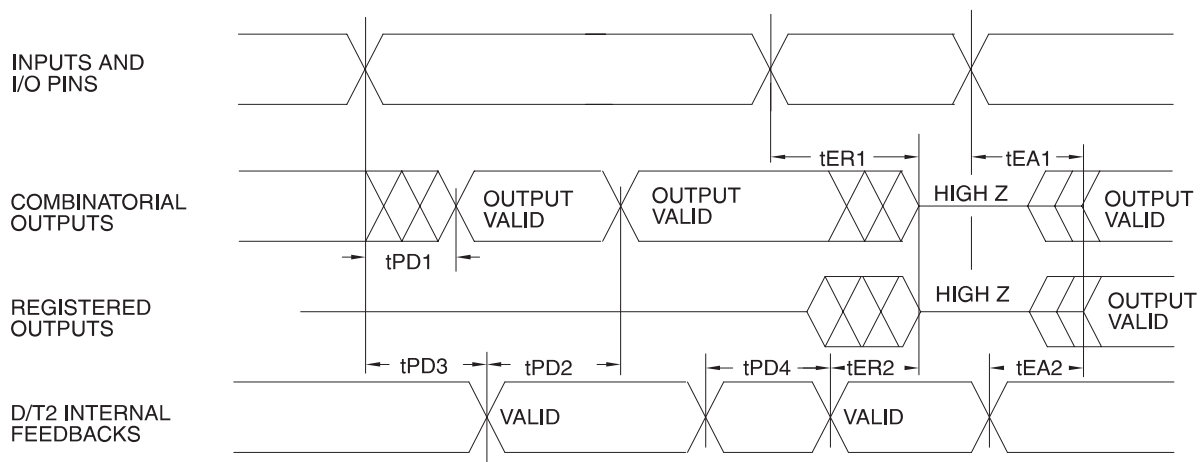 INPUTS AND
I/O PINS
tER1
tEA1
COMBINATORIAL
OUTPUTS
OUTPUT
VALID
OUTPUT
VALID
HIGH Z
OUTPUT
VALID
tPD1
REGISTERED
OUTPUTS
HIGH Z
OUTPUT
VALID
tPD3
tPD2
tPD4
tER2
tEA2
D/T2 INTERNAL
FEEDBACKS
VALID
VALID